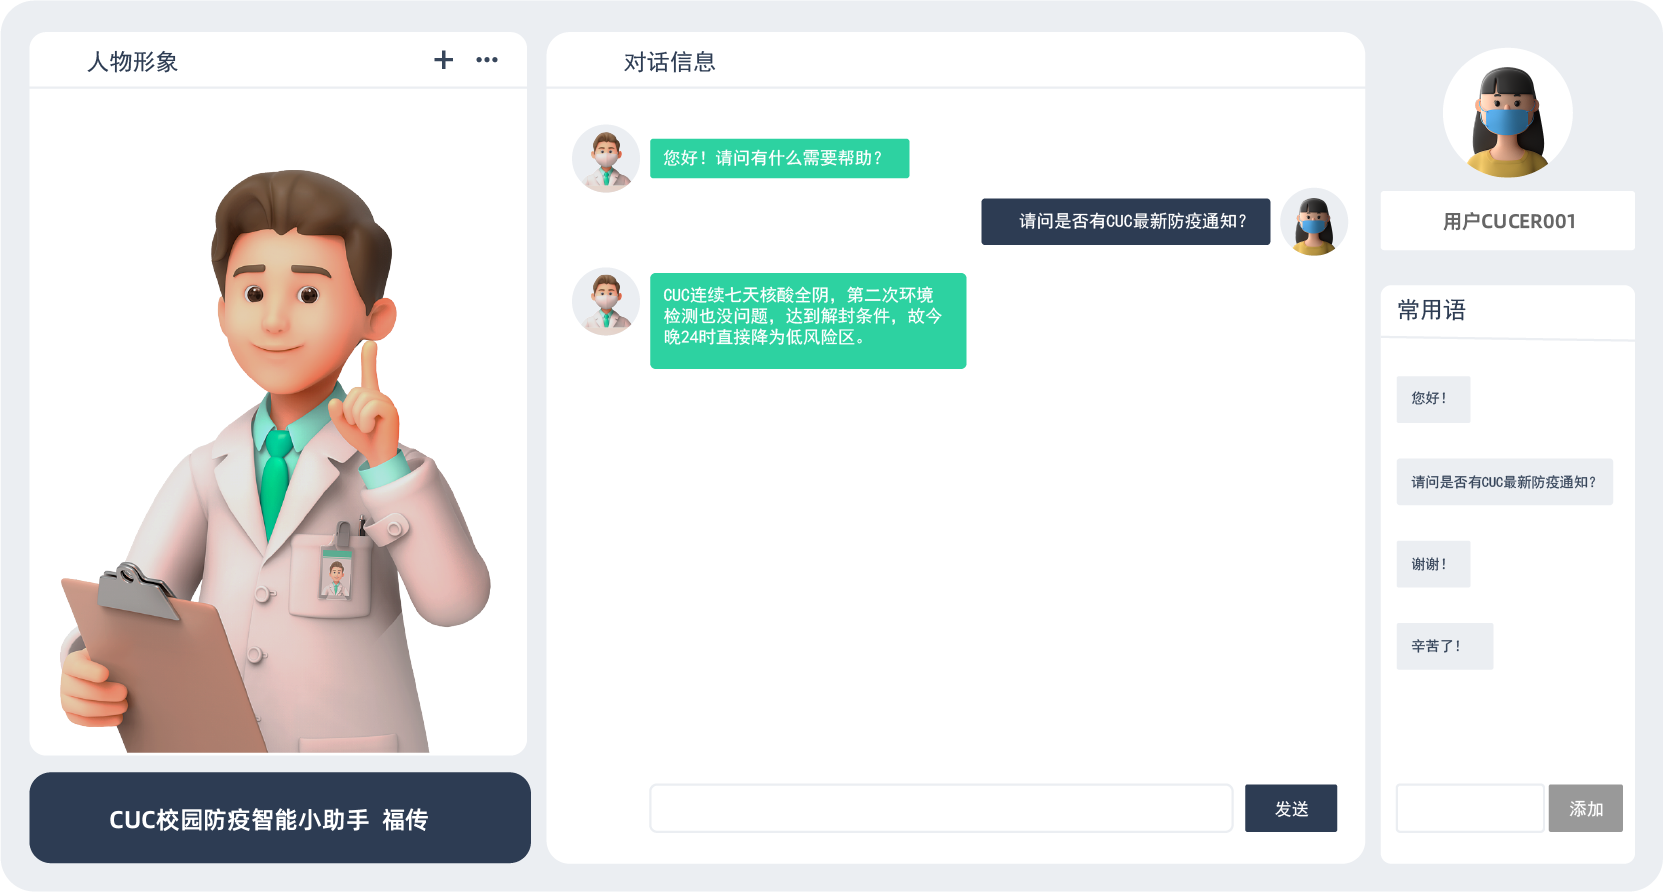 人物形象
CUC校园防疫智能小助手 福传
对话信息
您好！请问有什么需要帮助？
请问是否有CUC最新防疫通知？
CUC连续七天核酸全阴，第二次环境
检测也没问题，达到解封条件，故今
晚24时直接降为低风险区。
发送
用户CUCER001
常用语
您好！
请问是否有CUC最新防疫通知？
谢谢！
辛苦了！
添加